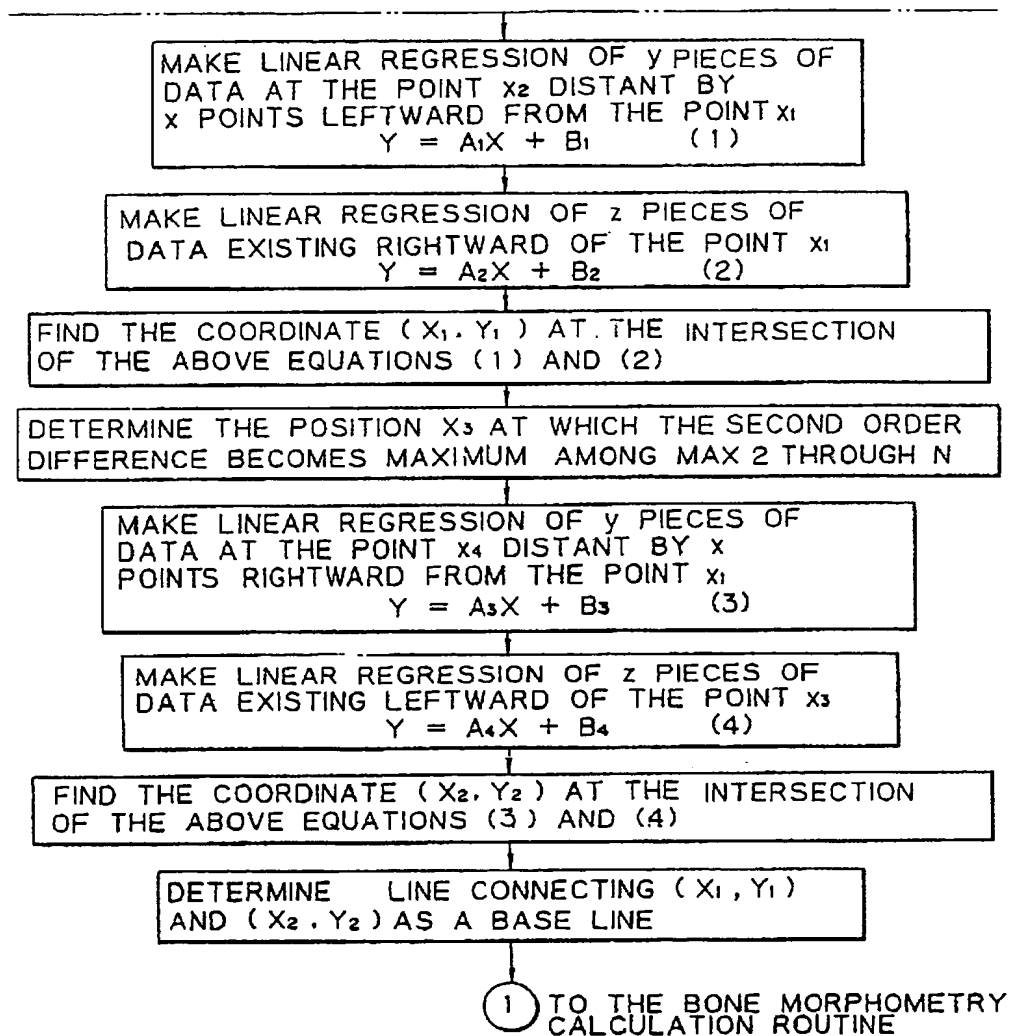 MAKE LINEAR REGRESSION OF y PIECES OF
DATA AT THE POINT x₂ DISTANT BY
x POINTS LEFTWARD FROM THE POINT x₁
Y = A₁X + B₁ (1)
MAKE LINEAR REGRESSION OF z PIECES OF
DATA EXISTING RIGHTWARD OF THE POINT x₁
Y = A₂X + B₂ (2)
FIND THE COORDINATE (X₁, Y₁) AT THE INTERSECTION
OF THE ABOVE EQUATIONS (1) AND (2)
DETERMINE THE POSITION X₃ AT WHICH THE SECOND ORDER
DIFFERENCE BECOMES MAXIMUM AMONG MAX 2 THROUGH N
MAKE LINEAR REGRESSION OF y PIECES OF
DATA AT THE POINT x₄ DISTANT BY x
POINTS RIGHTWARD FROM THE POINT x₁
Y = A₃X + B₃ (3)
MAKE LINEAR REGRESSION OF z PIECES OF
DATA EXISTING LEFTWARD OF THE POINT x₃
Y = A₄X + B₄ (4)
FIND THE COORDINATE (X₂, Y₂) AT THE INTERSECTION
OF THE ABOVE EQUATIONS (3) AND (4)
DETERMINE LINE CONNECTING (X₁, Y₁)
AND (X₂, Y₂) AS A BASE LINE
1 TO THE BONE MORPHOMETRY
CALCULATION ROUTINE